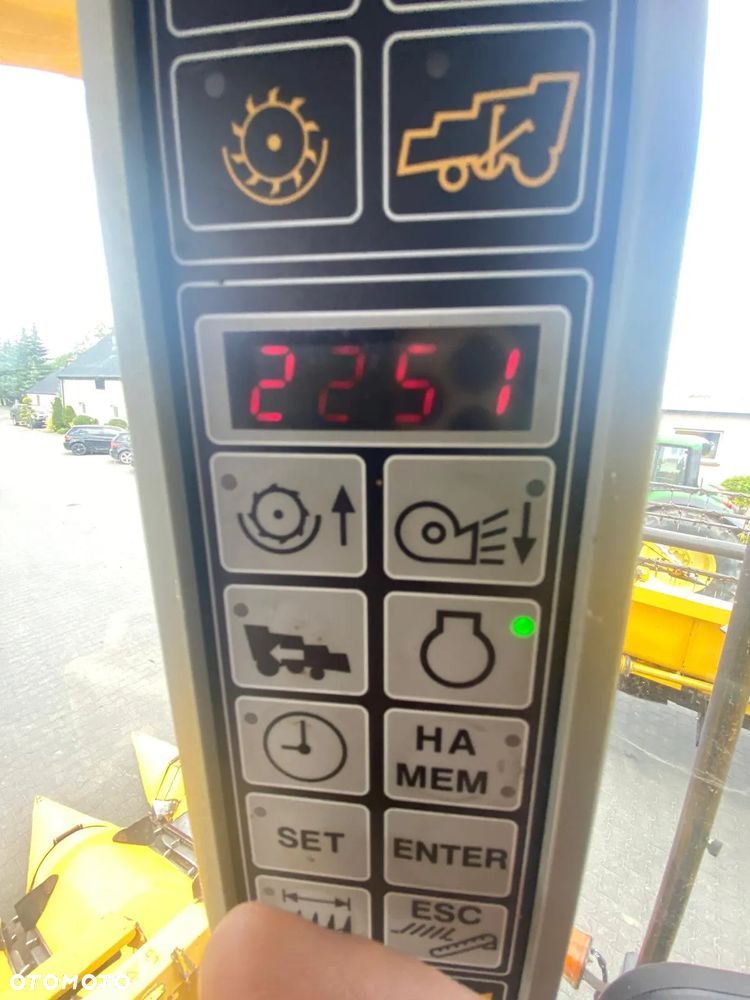 2251
HA
MEM
SET
ENTER
ESC
OTOMOTO